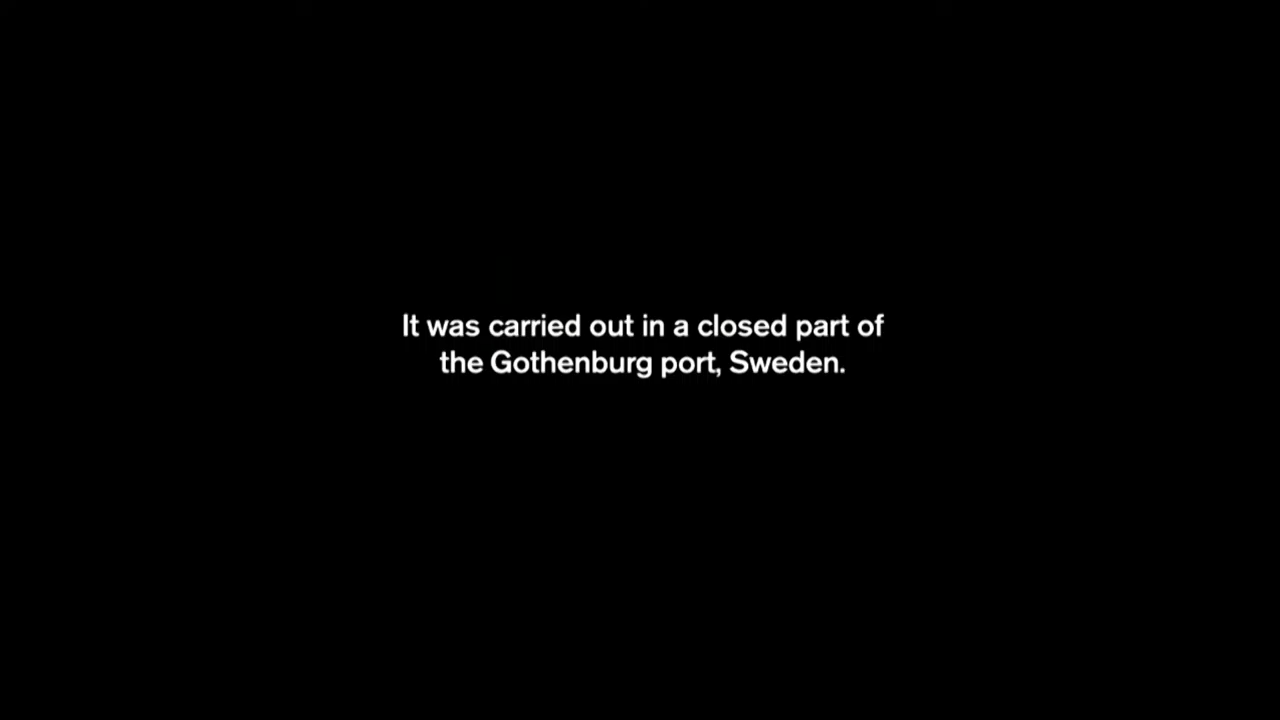 It was carried out in a closed part of
the Gothenburg port, Sweden.